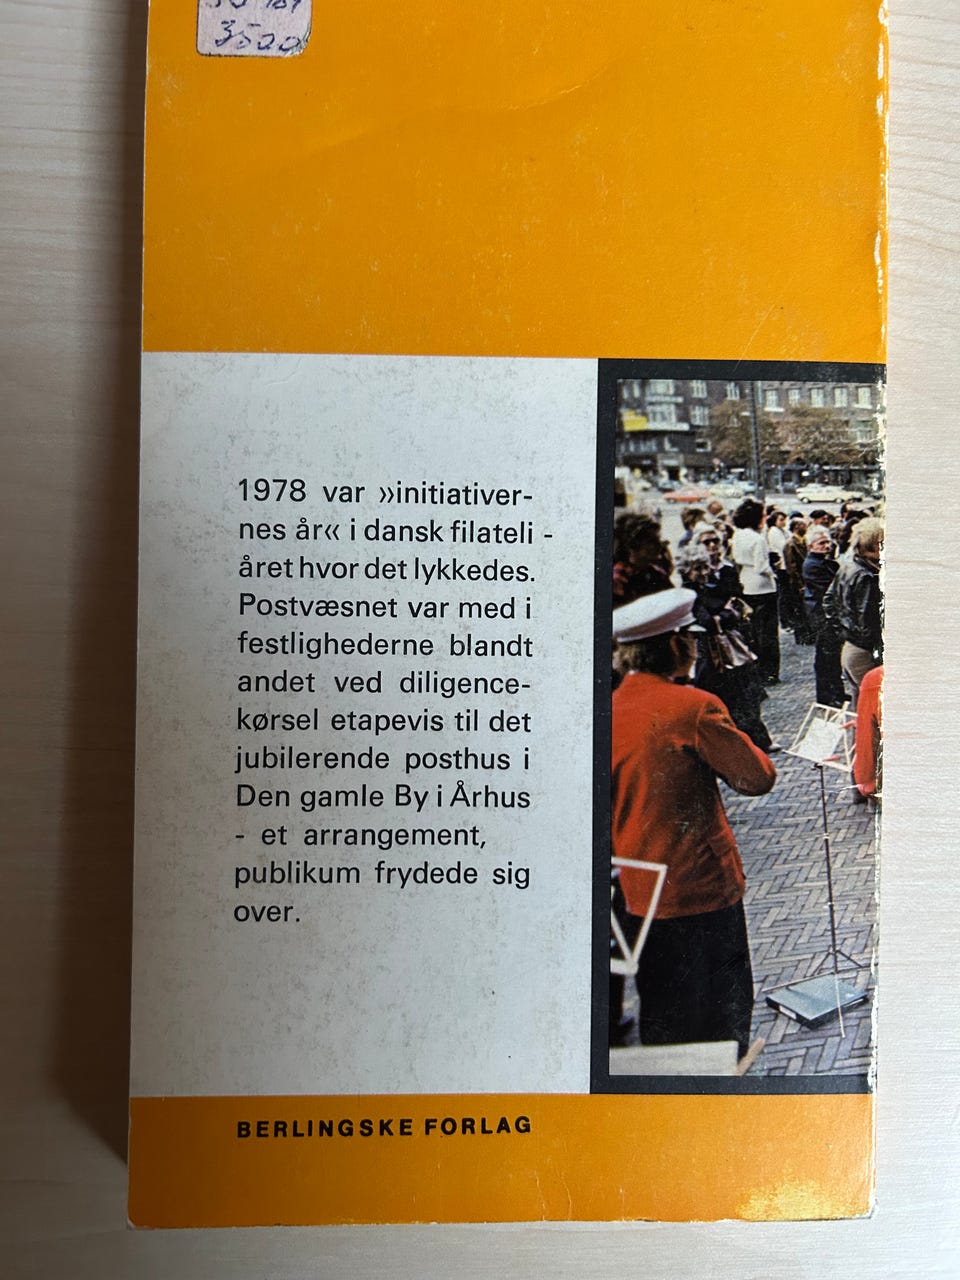 3500
1978 var »initiativer-
nes år« i dansk filateli -
året hvor det lykkedes.
Postvæsnet var med i
festlighederne blandt
andet ved diligence-
kørsel etapevis til det
jubilerende posthus i
Den gamle By i Århus
- et arrangement,
publikum frydede sig
over.
BERLINGSKE FORLAG